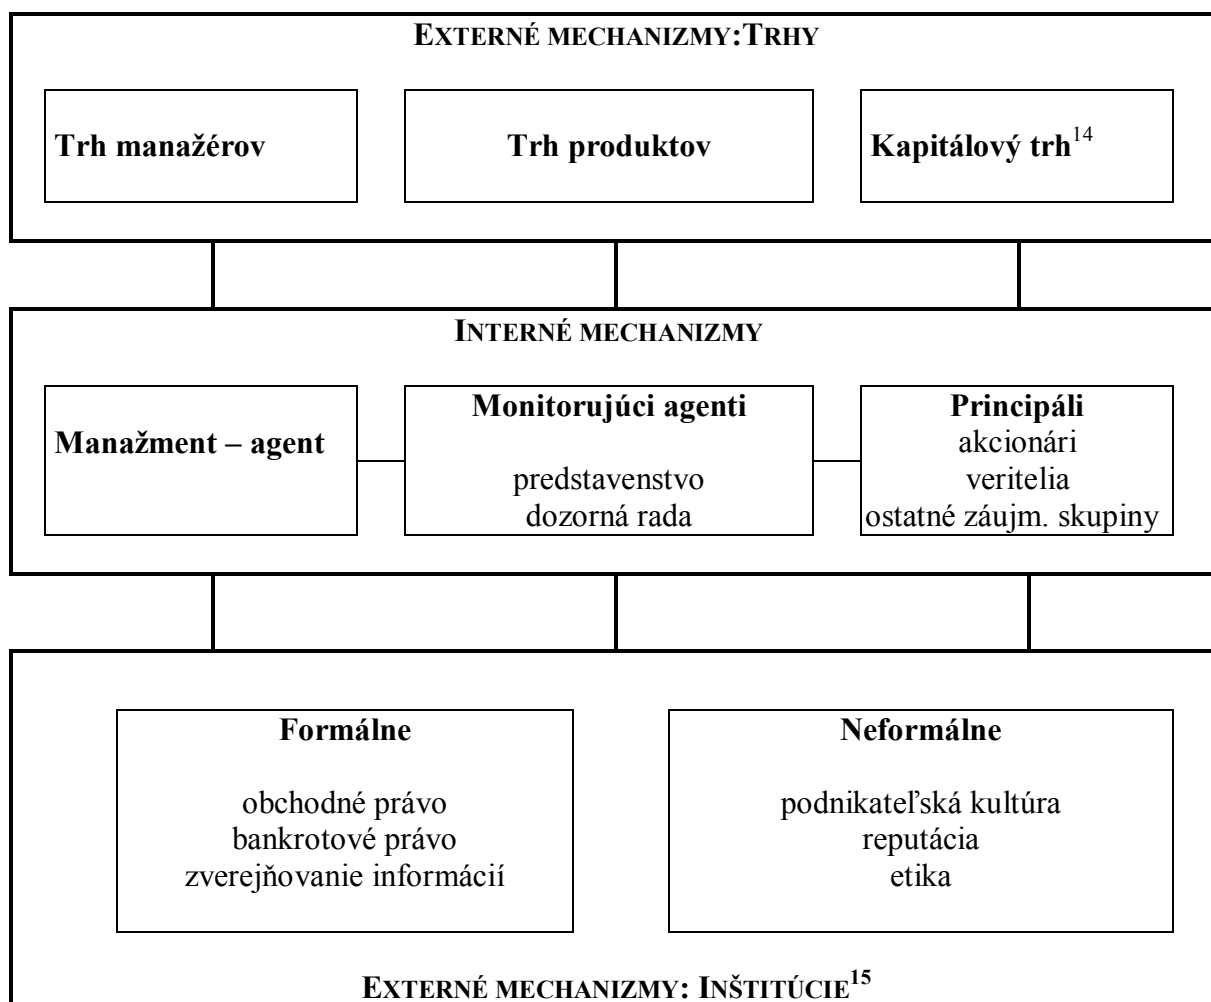 EXTERNÉ MECHANIZMY:TRHY
Trh manažérov
Trh produktov
Kapitálový trh14
INTERNÉ MECHANIZMY
Manažment – agent
Monitorujúci agenti
predstavenstvo
dozorná rada
Principáli
akcionári
veritelia
ostatné záujm. skupiny
Formálne
obchodné právo
bankrotové právo
zverejňovanie informácií
Neformálne
podnikateľská kultúra
reputácia
etika
EXTERNÉ MECHANIZMY: INŠTITÚCIE15